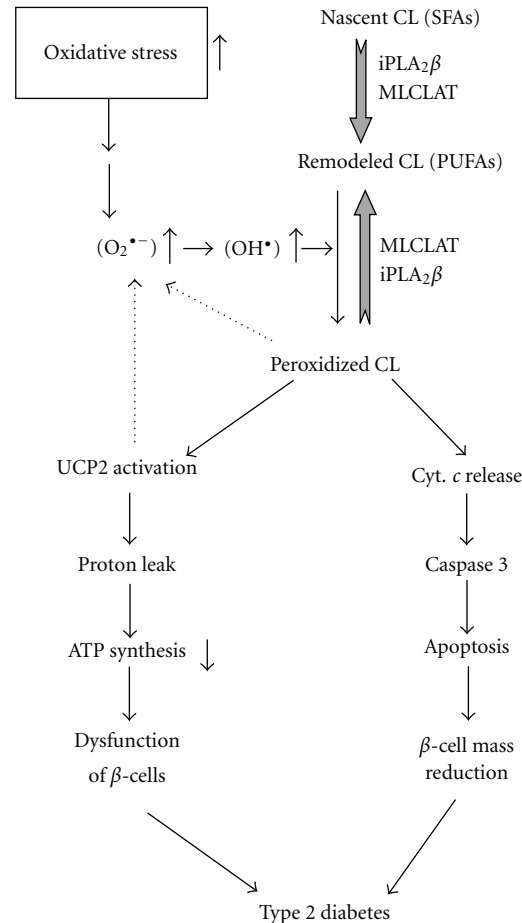 Oxidative stress
Nascent CL (SFAs)
iPLA₂β
MLCLAT
Remodeled CL (PUFAs)
(O₂•−)
(OH•)
MLCLAT
iPLA₂β
Peroxidized CL
UCP2 activation
Cyt. c release
Proton leak
Caspase 3
ATP synthesis
Apoptosis
Dysfunction
of β-cells
β-cell mass
reduction
Type 2 diabetes